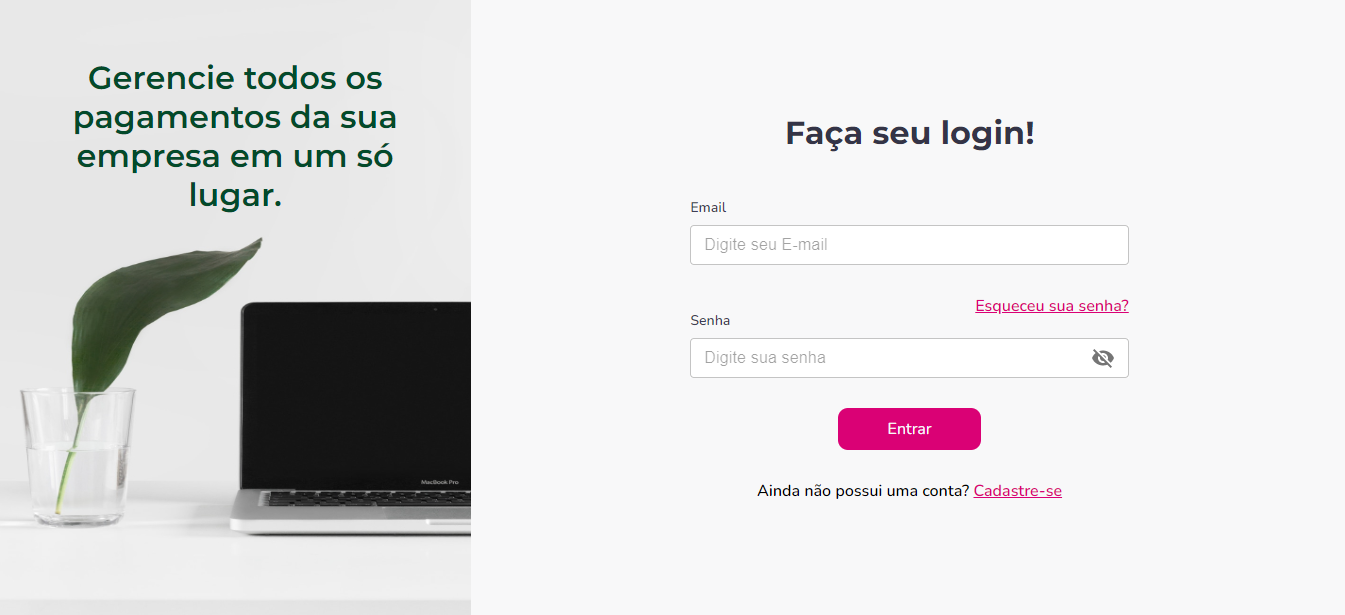 Gerencie todos os
pagamentos da sua
empresa em um só
lugar.
MacBook Pro
Faça seu login!
Email
Digite seu E-mail
Esqueceu sua senha?
Senha
Digite sua senha
Entrar
Ainda não possui uma conta? Cadastre-se